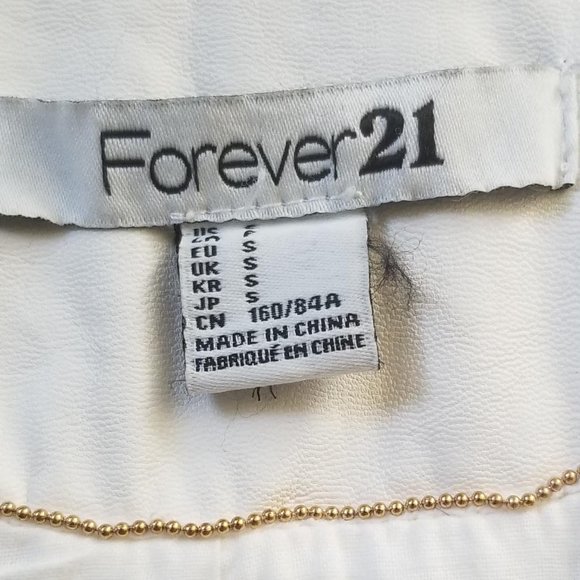 Forever21
EU S
UK S
KR S
JP S
CN 160/84A
MADE IN CHINA
FABRIQUÉ EN CHINE